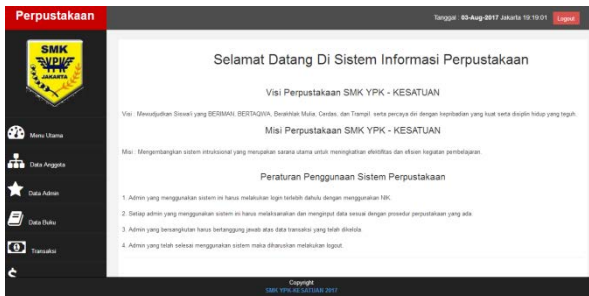 Perpustakaan
Tanggal : 03-Aug-2017 Jakarta 19:19:01 Logout
SMK
YPK
JAKARTA
Selamat Datang Di Sistem Informasi Perpustakaan
Visi Perpustakaan SMK YPK - KESATUAN
Visi : Mewudjudkan Siswa/i yang BERIMAN, BERTAQWA, Berakhlak Mulia, Cerdas, dan Trampil. serta percaya diri dengan kepibadian yang kuat serta disiplin hidup yang teguh.
Misi Perpustakaan SMK YPK - KESATUAN
Misi : Mengembangkan sistem intruksional yang merupakan sarana utama untuk meningkatkan efektifitas dan efisien kegiatan pembelajaran.
Peraturan Penggunaan Sistem Perpustakaan
1. Admin yang menggunakan sistem ini harus melakukan login terlebih dahulu dengan menggunakan NIK.
2. Setiap admin yang menggunakan sistem ini harus melaksanakan dan menginput data sesuai dengan prosedur perpustakaan yang ada.
3. Admin yang bersangkutan harus bertanggung jawab atas data transaksi yang telah dikelola.
4. Admin yang telah selesai menggunakan sistem maka diharuskan melakukan logout.
Menu Utama
Data Anggota
Data Admin
Data Buku
Transaksi
Copyright
SMK YPK-KESATUAN 2017